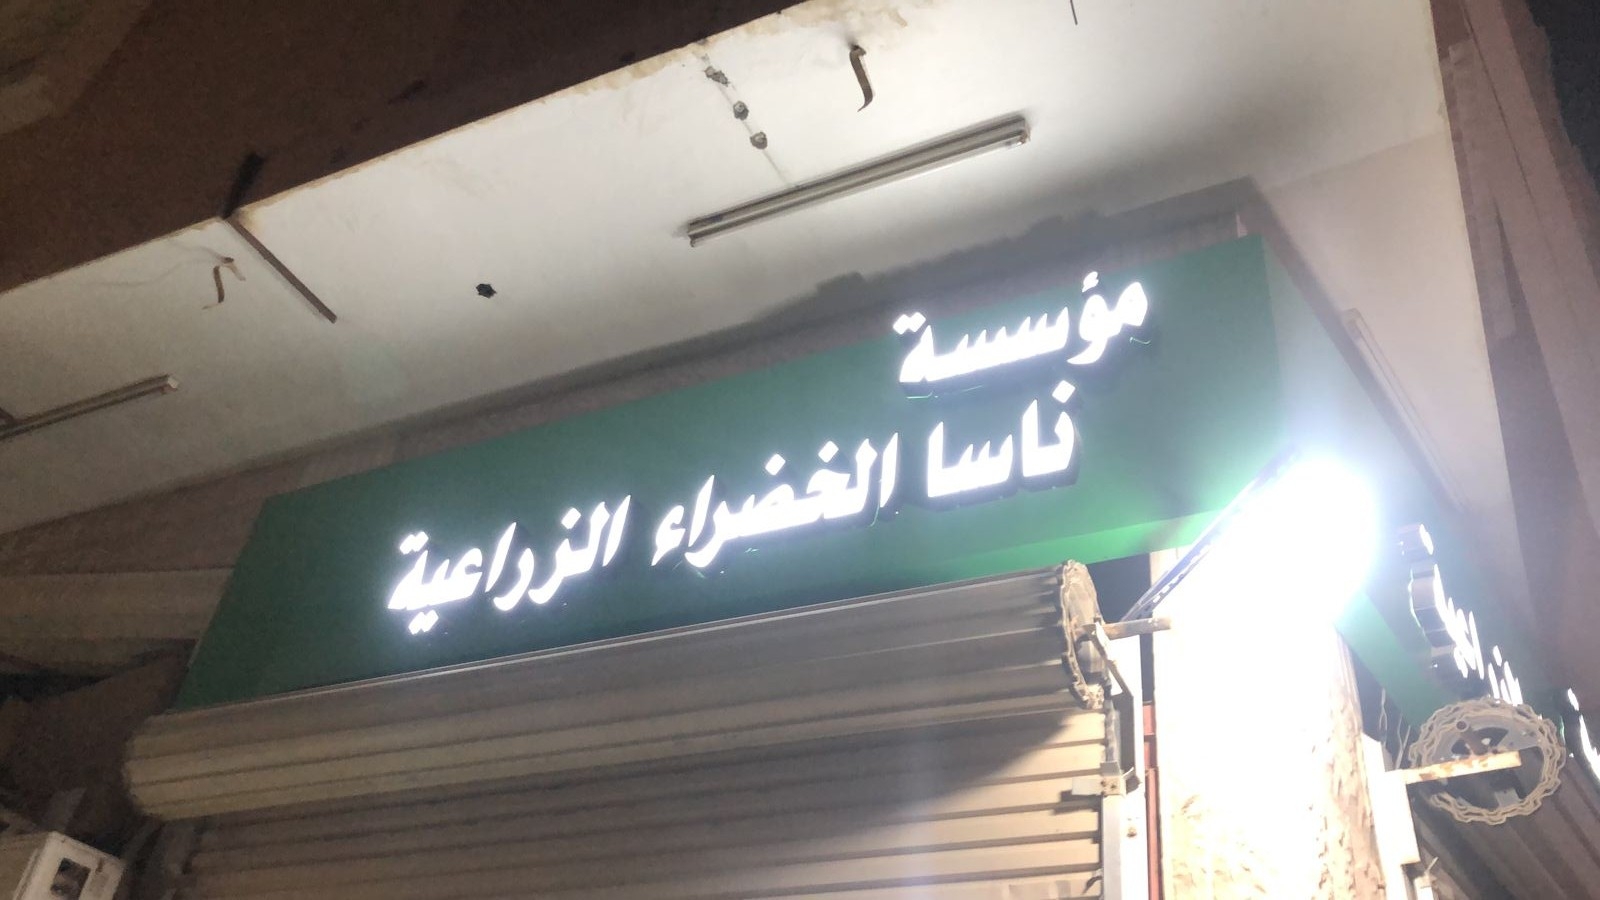 مؤسسة
ناسا الخضراء الزراعية